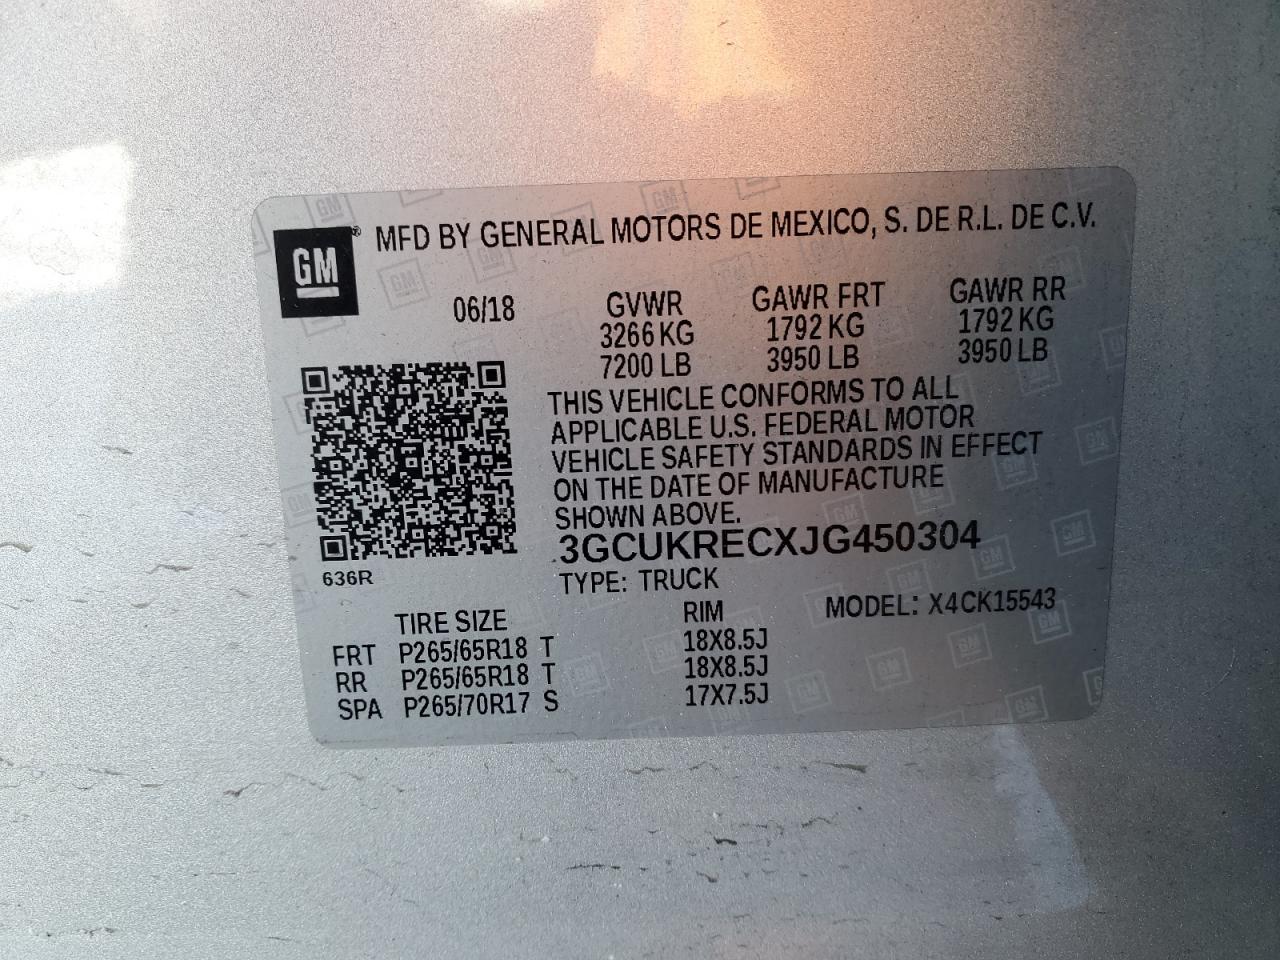 GM® MFD BY GENERAL MOTORS DE MEXICO, S. DE R.L. DE C.V.
06/18 GVWR GAWR FRT GAWR RR
3266 KG 1792 KG 1792 KG
7200 LB 3950 LB 3950 LB
THIS VEHICLE CONFORMS TO ALL
APPLICABLE U.S. FEDERAL MOTOR
VEHICLE SAFETY STANDARDS IN EFFECT
ON THE DATE OF MANUFACTURE
SHOWN ABOVE.
3GCUKRECXJG450304
636R
TYPE: TRUCK
TIRE SIZE RIM MODEL: X4CK15543
FRT P265/65R18 T 18X8.5J
RR P265/65R18 T 18X8.5J
SPA P265/70R17 S 17X7.5J